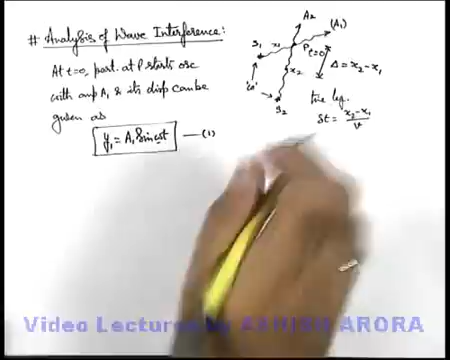 # Analysis of Wave Interference:
At t=0, part. at P starts osc
with amp A₁ & its disp can be
given as
y₁ = A₁ Sin ωt —(1)
A₂
(A₁)
S₁
x₁
P
t=0
x₂
Δ = x₂ - x₁
'ω'
S₂
time lag.
δt = x₂-x₁/v
Video Lectures by ASHISH ARORA